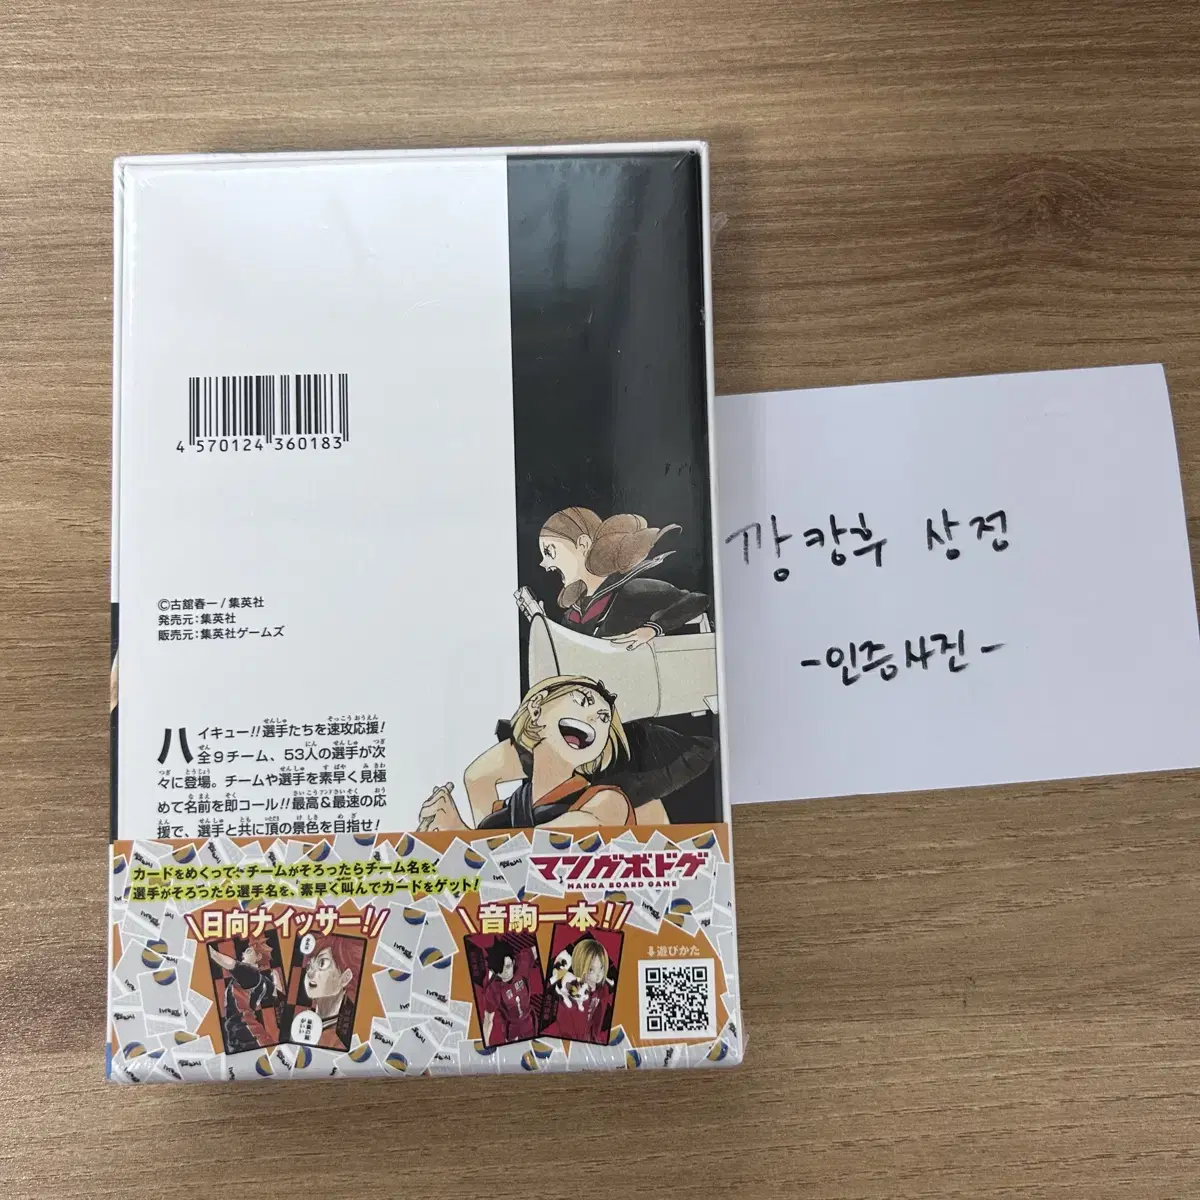 4 570124 360183
©古舘春一/集英社
発売元:集英社
販売元:集英社ゲームズ
ハイキュー!!選手たちを速攻応援!
全9チーム、53人の選手が次
々に登場。チームや選手を素早く見極
めて名前を即コール!!最高&最速の応
援で、選手と共に頂の景色を目指せ!
カードをめくって、チームがそろったらチーム名を、
選手がそろったら選手名を、素早く叫んでカードをゲット!
マンガボドゲ
MANGA BOARD GAME
\日向ナイッサー!!/
\音駒一本!!/
⬇遊びかた
깡캉후 상점
-인증사진-